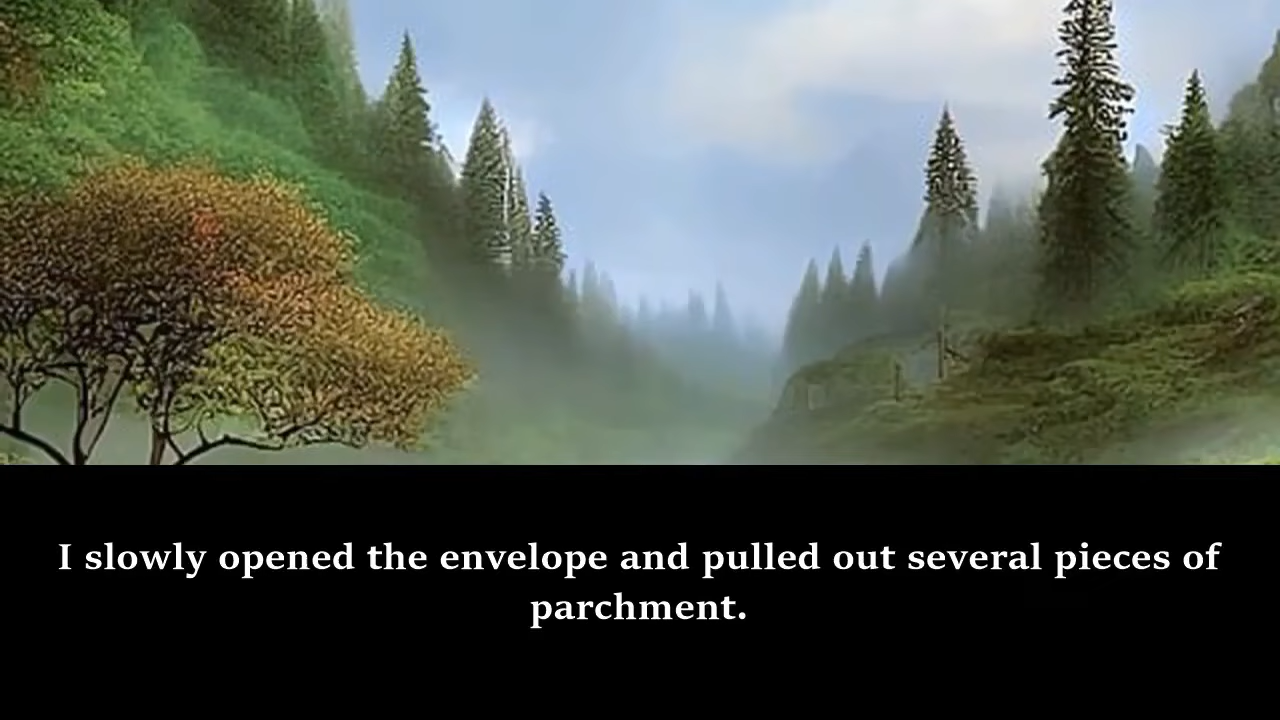 I slowly opened the envelope and pulled out several pieces of
parchment.